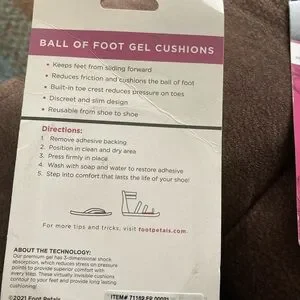 BALL OF FOOT GEL CUSHIONS
• Keeps feet from sliding forward
• Reduces friction and cushions the ball of foot
• Built-in toe crest reduces pressure on toes
• Discreet and slim design
• Reusable from shoe to shoe
Directions:
1. Remove adhesive backing
2. Position in clean and dry area
3. Press firmly in place
4. Wash with soap and water to restore adhesive
5. Step into comfort that lasts the life of your shoe!
For more tips and tricks, visit footpetals.com
ABOUT THE TECHNOLOGY:
Our premium gel has 3-dimensional shock
absorption, which reduces stress on pressure
points to provide superior comfort with
every step. These virtually invisible cushions
contour to your feet and provide long lasting
cushioning.
©2021 Foot Petals
ITEM# 71189